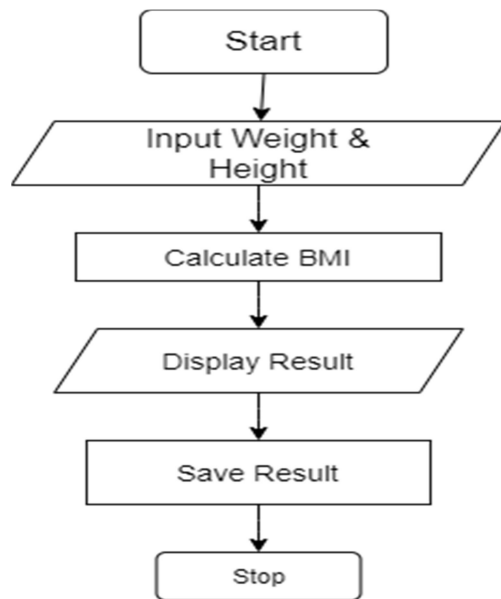 Start
Input Weight &
Height
Calculate BMI
Display Result
Save Result
Stop